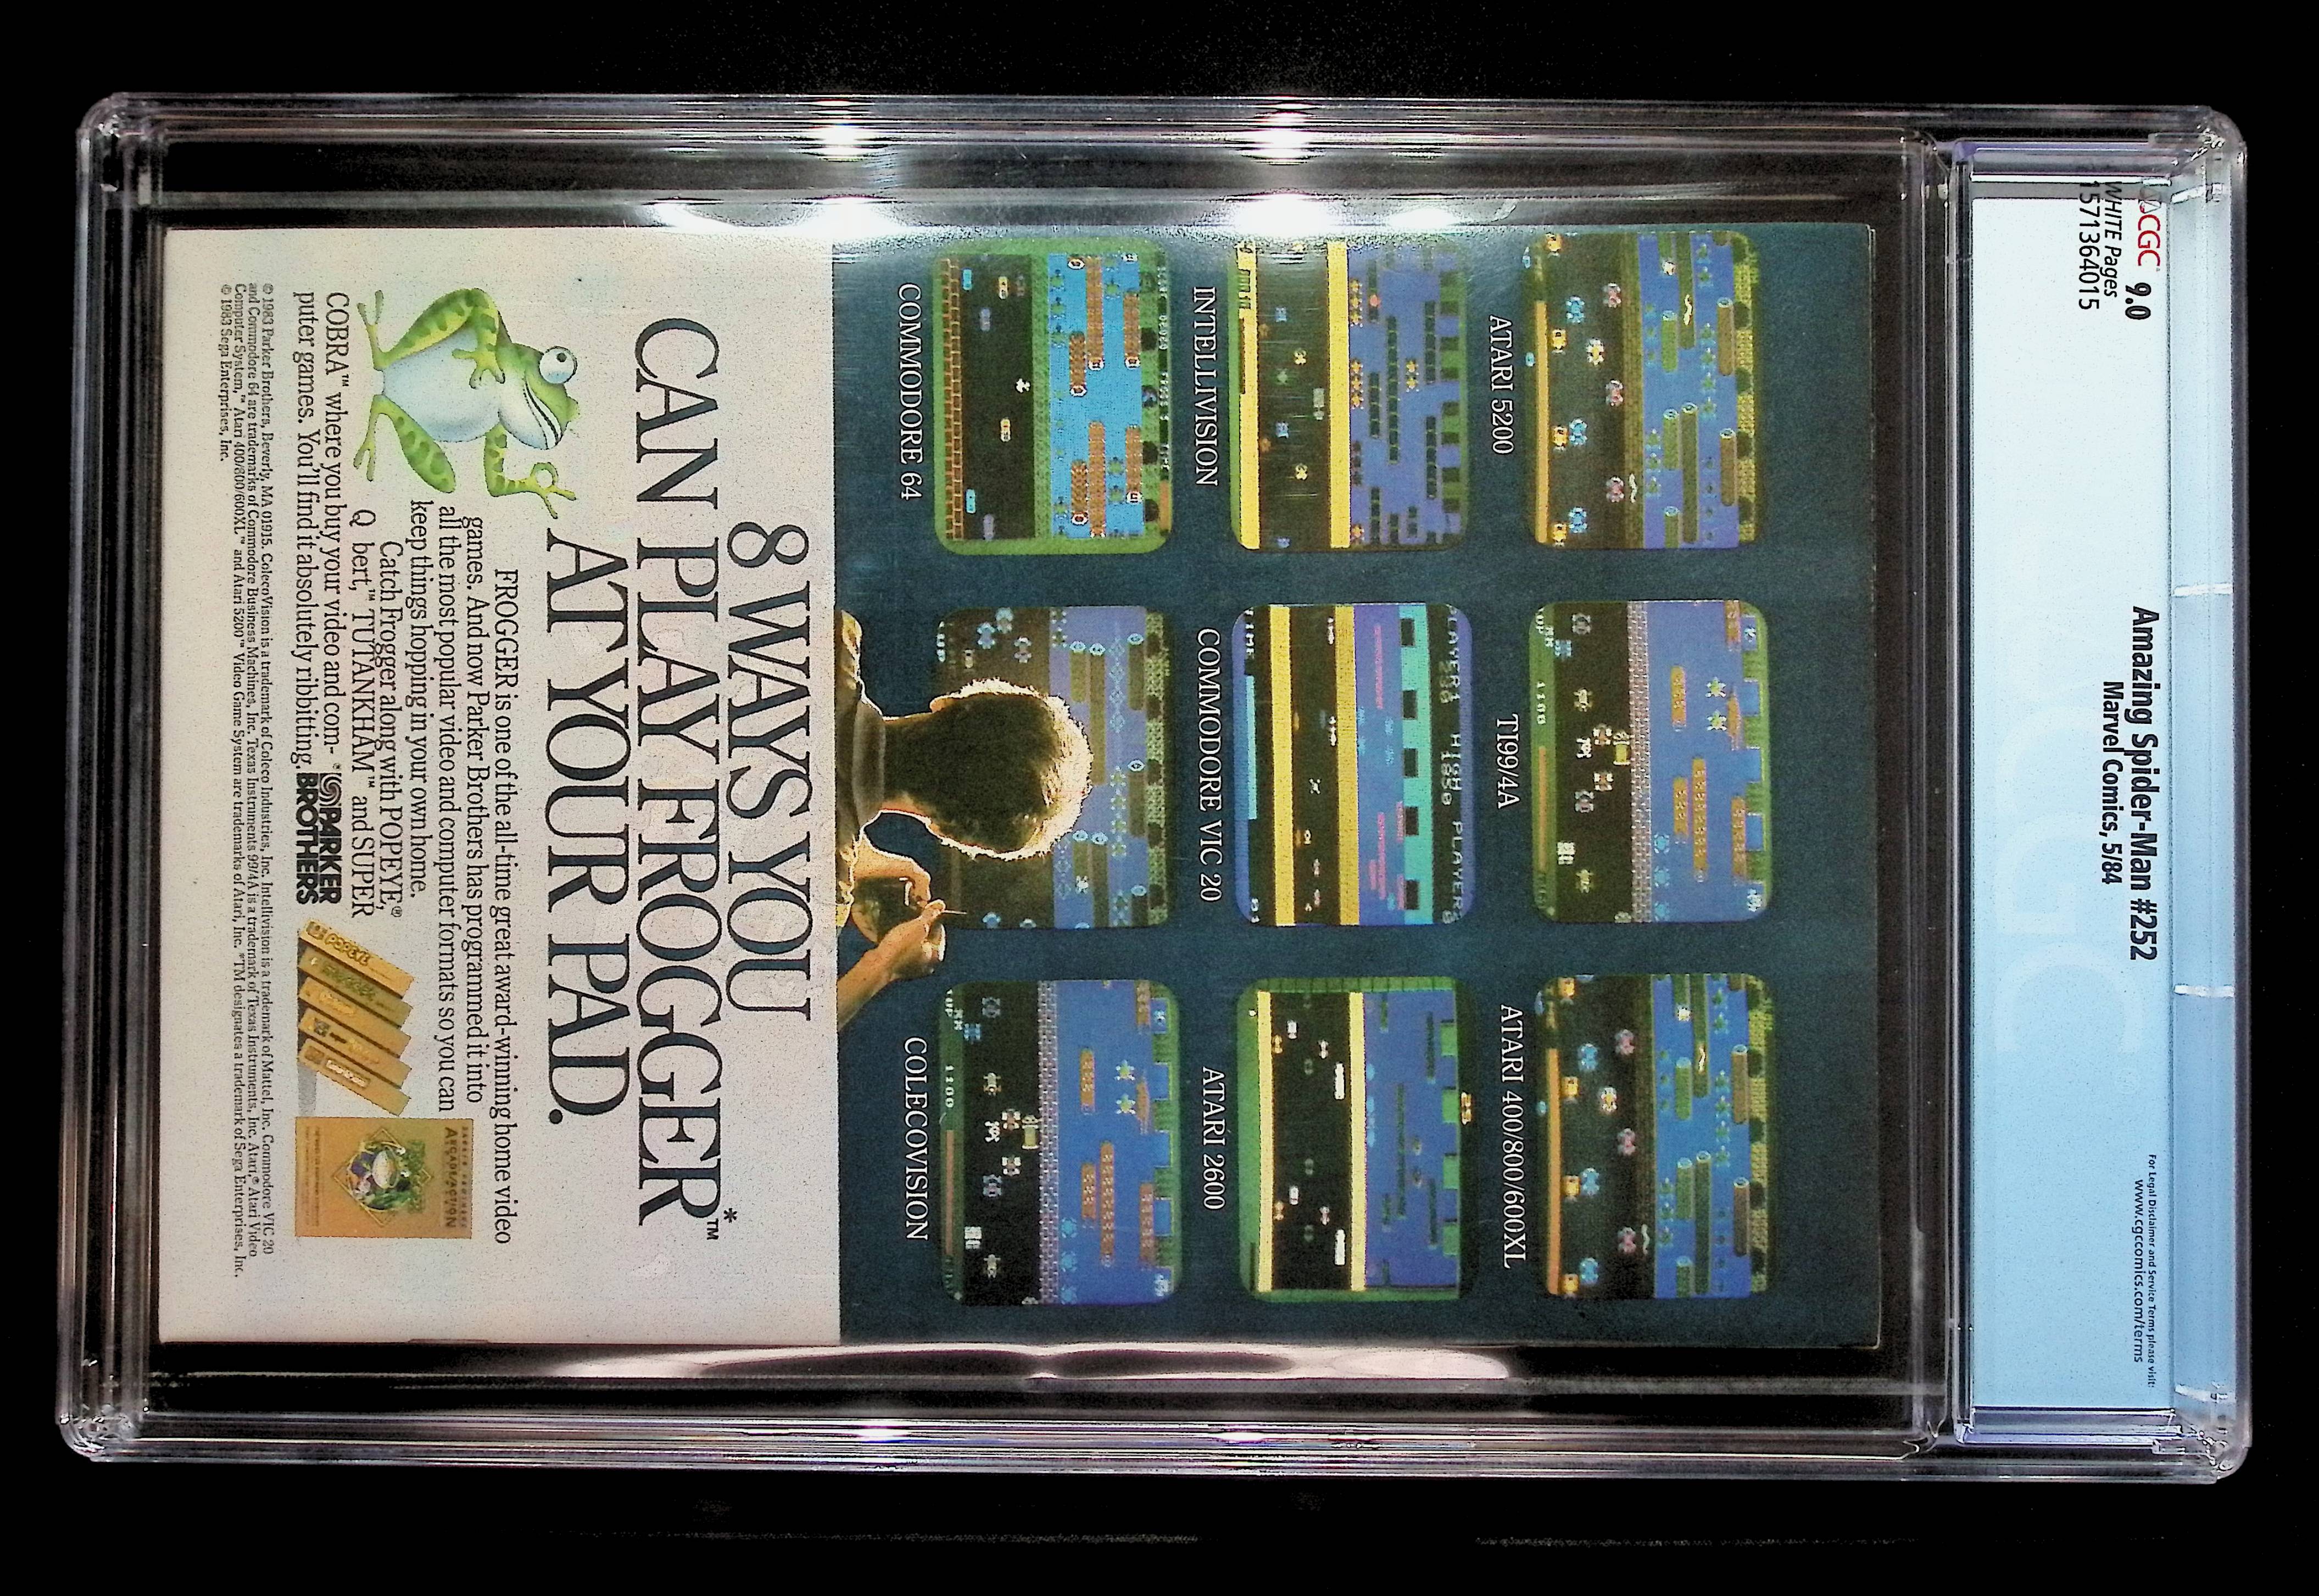 CGC 9.0
WHITE Pages
1571364015
Amazing Spider-Man #252
Marvel Comics, 5/84
For Legal Disclaimer and Service Terms please visit:
www.cgccomics.com/terms
ATARI 5200
TI99/4A
ATARI 400/800/600XL
PLAYER1 HIGH PLAYER2
INTELLIVISION
COMMODORE VIC 20
ATARI 2600
COMMODORE 64
COLECOVISION
8 WAYS YOU
CAN PLAY FROGGER™*
AT YOUR PAD.
FROGGER is one of the all-time great award-winning home video
games. And now Parker Brothers has programmed it into
all the most popular video and computer formats so you can
keep things hopping in your own home.
Catch Frogger along with POPEYE,®
Q bert,™ TUTANKHAM™ and SUPER
COBRA™ where you buy your video and com-
puter games. You'll find it absolutely ribbitting.
PARKER
BROTHERS
POPEYE
ARCADE/ACTION
© 1983 Parker Brothers, Beverly, MA 01915. ColecoVision is a trademark of Coleco Industries, Inc. Intellivision is a trademark of Mattel, Inc. Commodore VIC 20
and Commodore 64 are trademarks of Commodore Business Machines, Inc. Texas Instruments 99/4A is a trademark of Texas Instruments, Inc. Atari,® Atari Video
Computer System,™ Atari 400/800/600XL™ and Atari 5200™ Video Game System are trademarks of Atari, Inc. *TM designates a trademark of Sega Enterprises, Inc.
© 1983 Sega Enterprises, Inc.